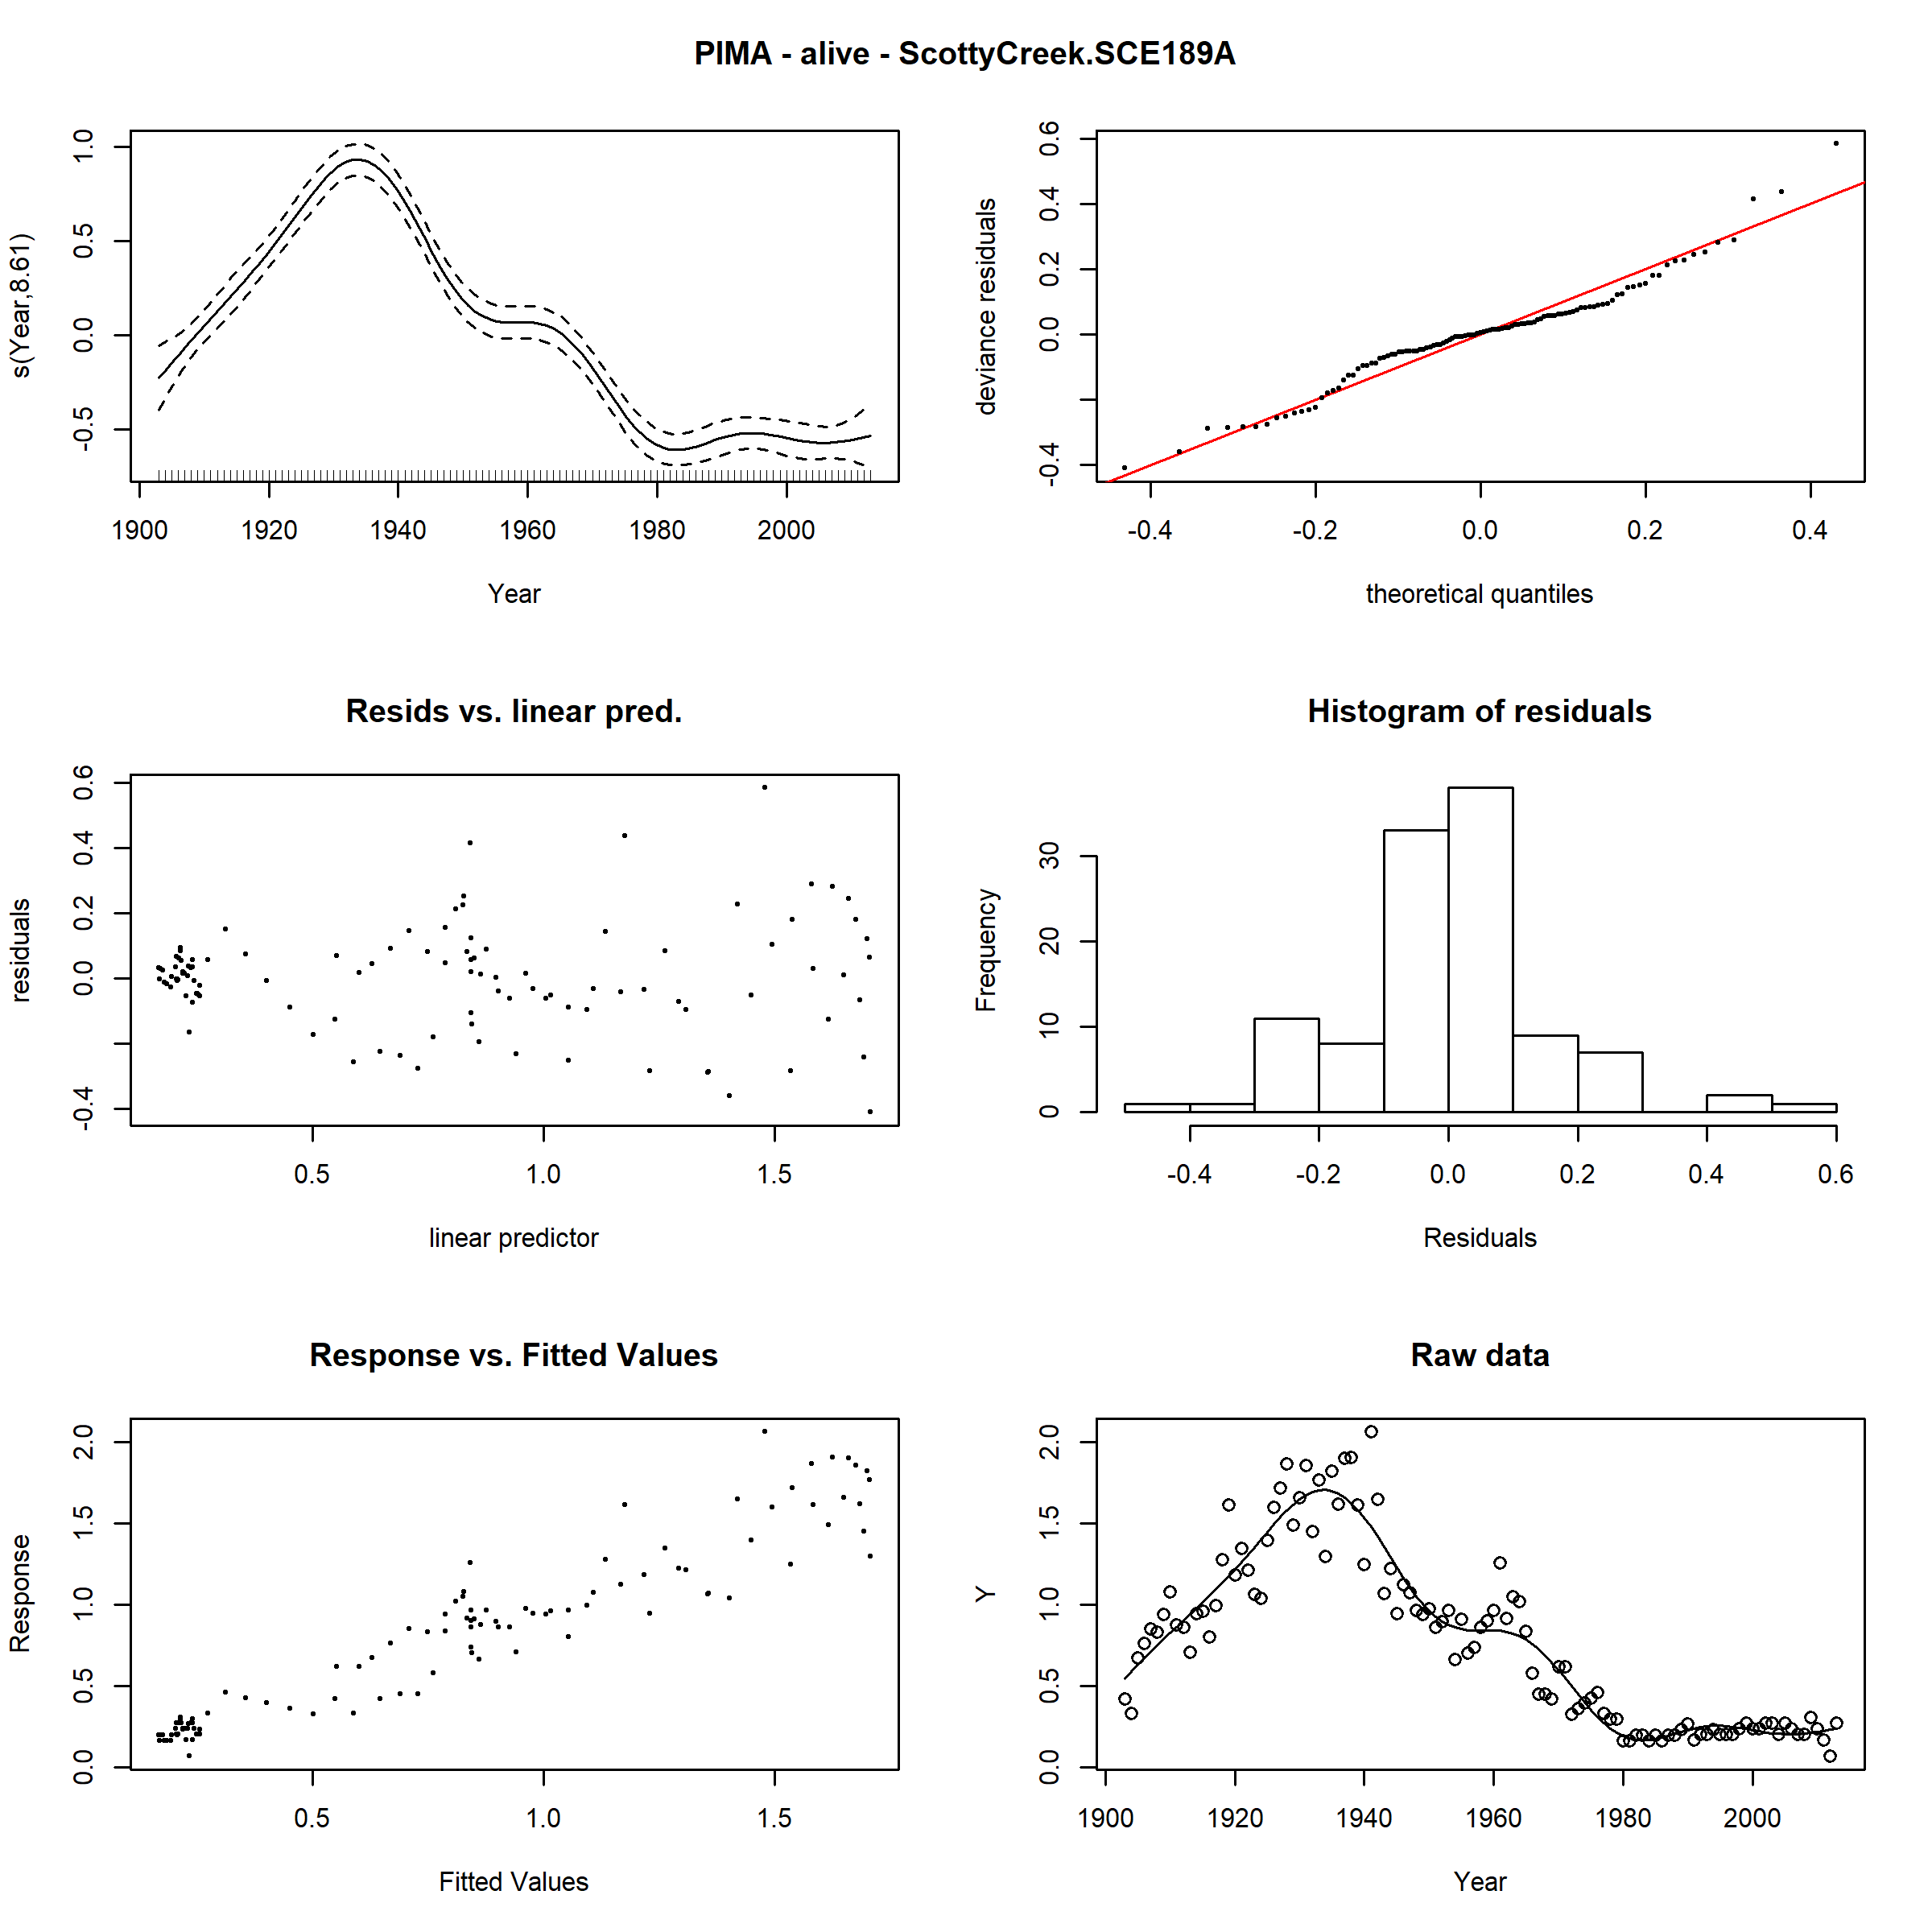 PIMA - alive - ScottyCreek.SCE189A
s(Year,8.61)
1.0
0.5
0.0
-0.5
1900 1920 1940 1960 1980 2000
Year
deviance residuals
0.6
0.4
0.2
0.0
-0.4
-0.4 -0.2 0.0 0.2 0.4
theoretical quantiles
Resids vs. linear pred.
residuals
0.6
0.4
0.2
0.0
-0.4
0.5 1.0 1.5
linear predictor
Histogram of residuals
Frequency
30
20
10
0
-0.4 -0.2 0.0 0.2 0.4 0.6
Residuals
Response vs. Fitted Values
Response
2.0
1.5
1.0
0.5
0.0
0.5 1.0 1.5
Fitted Values
Raw data
Y
2.0
1.5
1.0
0.5
0.0
1900 1920 1940 1960 1980 2000
Year